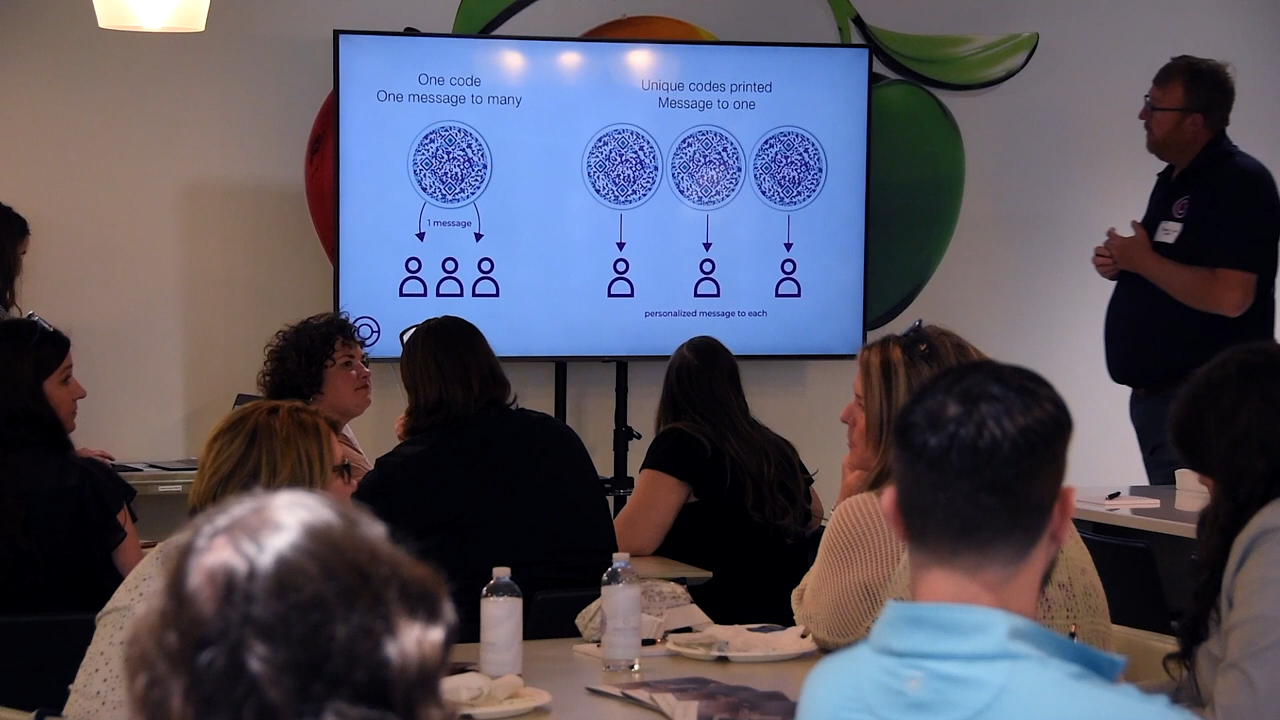 One code
One message to many
1 message
Unique codes printed
Message to one
personalized message to each